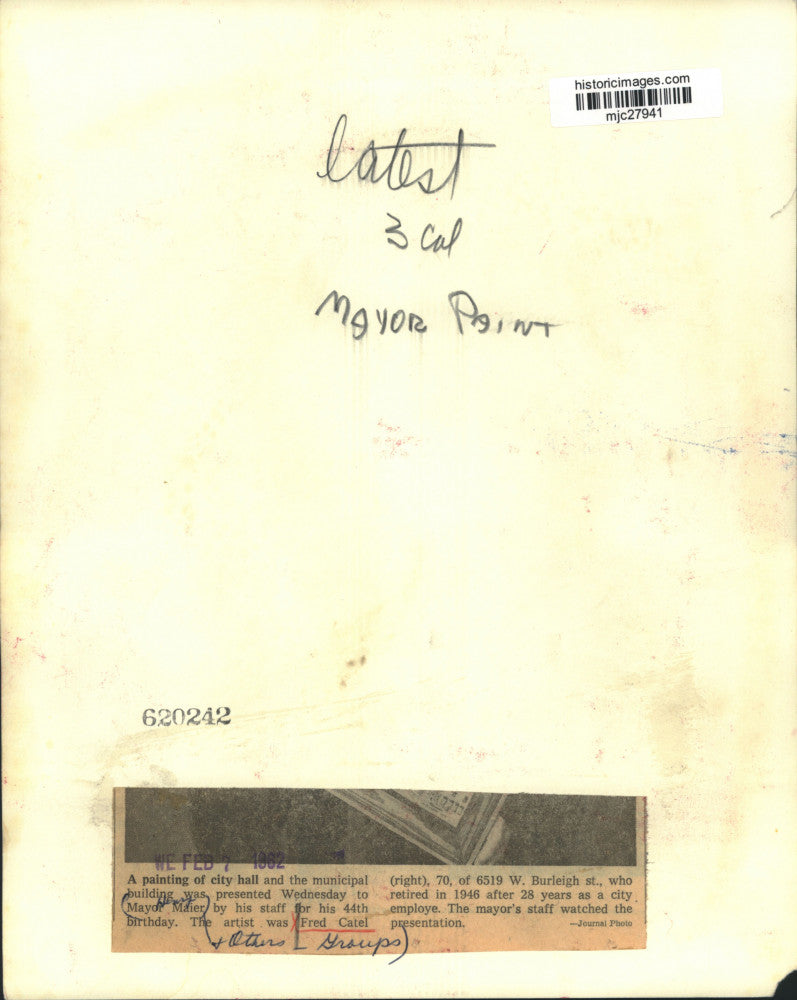 historicimages.com
mjc27941
latest
3 Col
MAYOR PAINT
620242
WE FEB 7 1962
A painting of city hall and the municipal
building was presented Wednesday to
Mayor Maier by his staff for his 44th
birthday. The artist was Fred Catel
Henry
+ Others - Groups)
(right), 70, of 6519 W. Burleigh st., who
retired in 1946 after 28 years as a city
employe. The mayor's staff watched the
presentation.
—Journal Photo